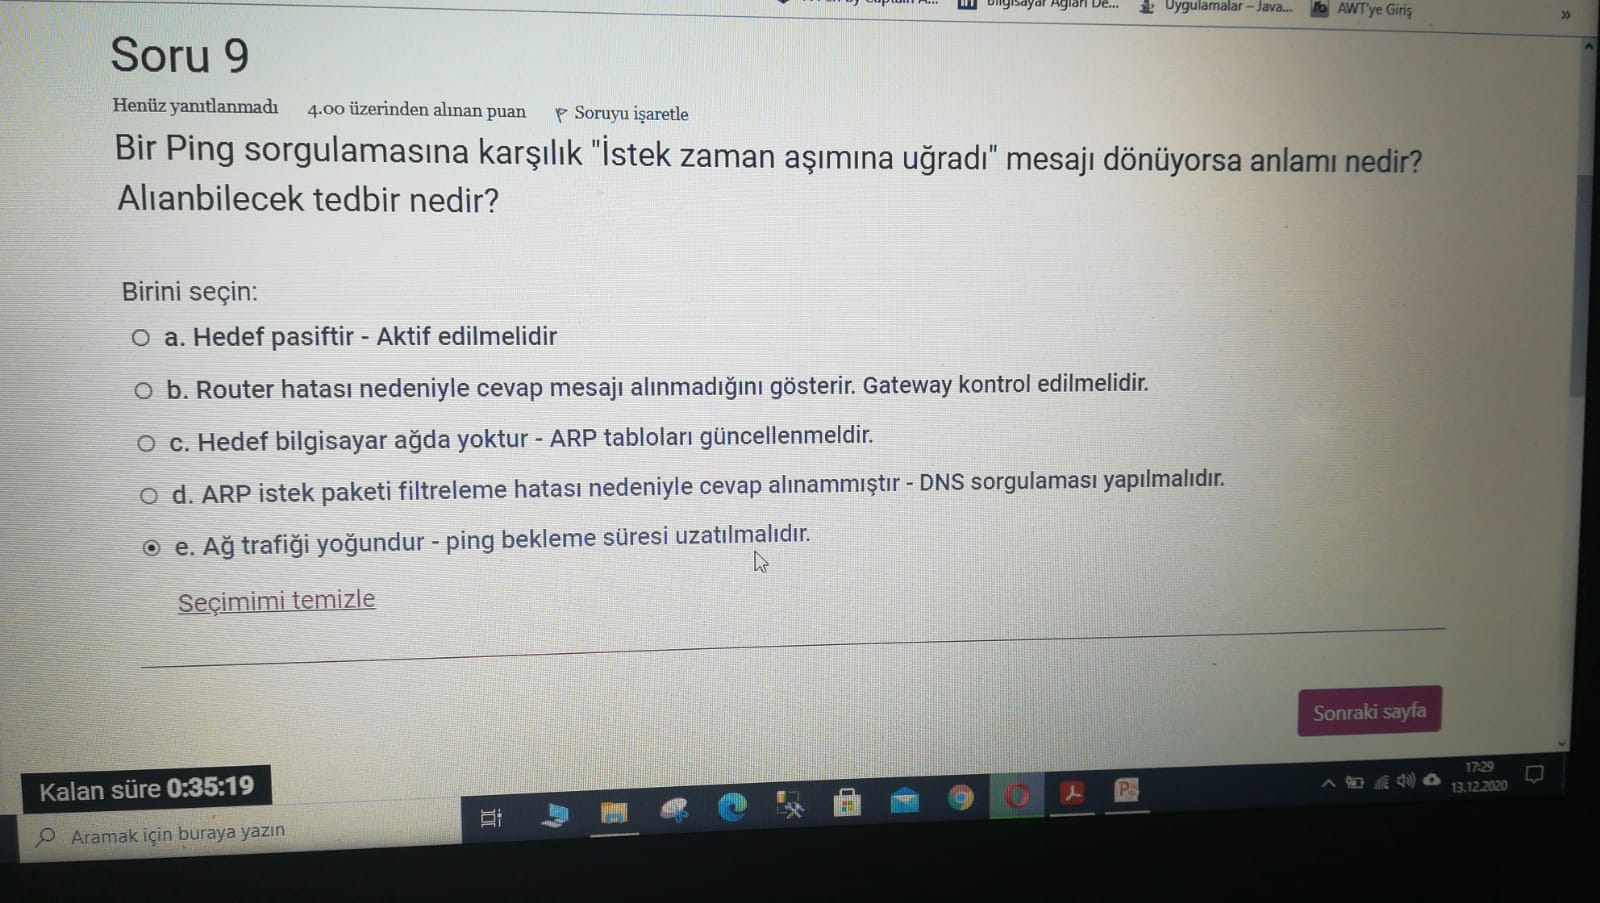 Bilgisayar Ağları De...
Uygulamalar – Java...
AWT'ye Giriş
»
Soru 9
Henüz yanıtlanmadı
4.00 üzerinden alınan puan
Soruyu işaretle
Bir Ping sorgulamasına karşılık "İstek zaman aşımına uğradı" mesajı dönüyorsa anlamı nedir?
Alıanbilecek tedbir nedir?
Birini seçin:
a. Hedef pasiftir - Aktif edilmelidir
b. Router hatası nedeniyle cevap mesajı alınmadığını gösterir. Gateway kontrol edilmelidir.
c. Hedef bilgisayar ağda yoktur - ARP tabloları güncellenmeldir.
d. ARP istek paketi filtreleme hatası nedeniyle cevap alınammıştır - DNS sorgulaması yapılmalıdır.
e. Ağ trafiği yoğundur - ping bekleme süresi uzatılmalıdır.
Seçimimi temizle
Sonraki sayfa
Kalan süre 0:35:19
Aramak için buraya yazın
17:29
13.12.2020